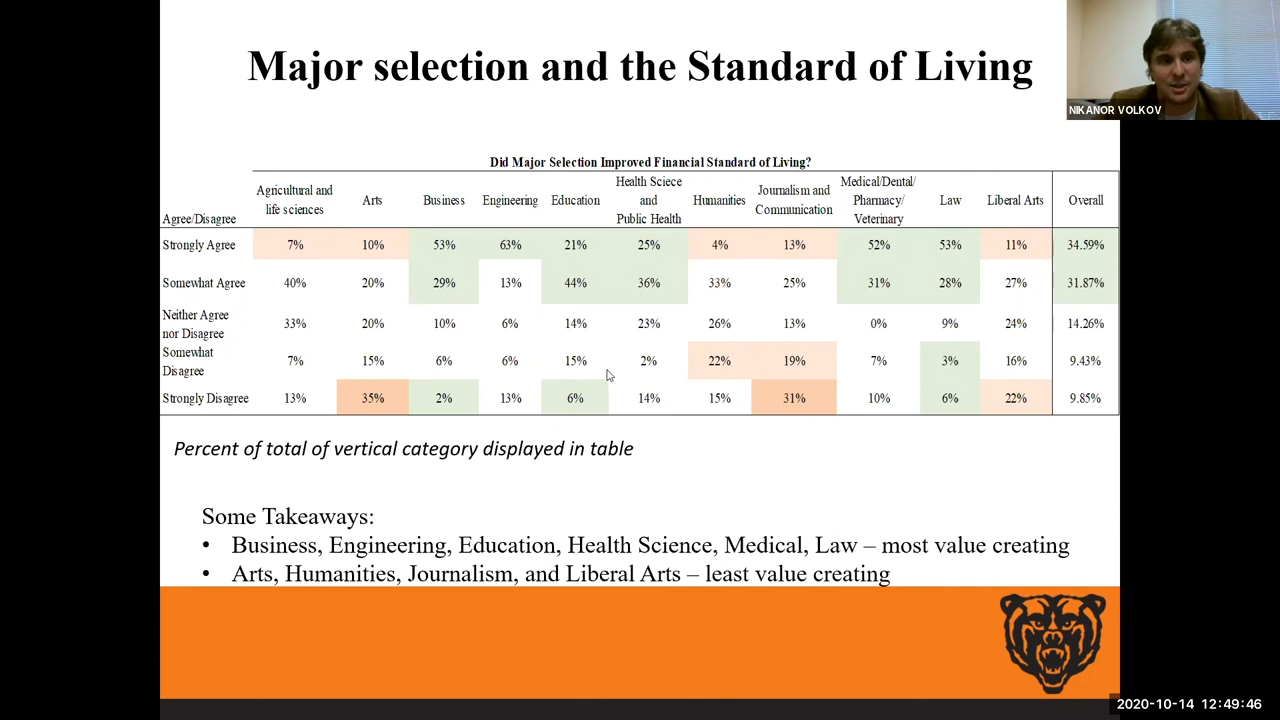 Major selection and the Standard of Living
NIKANOR VOLKOV
Did Major Selection Improved Financial Standard of Living?
Agree/Disagree Agricultural and life sciences Arts Business Engineering Education Health Sciece and Public Health Humanities Journalism and Communication Medical/Dental/ Pharmacy/ Veterinary Law Liberal Arts Overall
Strongly Agree 7% 10% 53% 63% 21% 25% 4% 13% 52% 53% 11% 34.59%
Somewhat Agree 40% 20% 29% 13% 44% 36% 33% 25% 31% 28% 27% 31.87%
Neither Agree nor Disagree 33% 20% 10% 6% 14% 23% 26% 13% 0% 9% 24% 14.26%
Somewhat Disagree 7% 15% 6% 6% 15% 2% 22% 19% 7% 3% 16% 9.43%
Strongly Disagree 13% 35% 2% 13% 6% 14% 15% 31% 10% 6% 22% 9.85%
Percent of total of vertical category displayed in table
Some Takeaways:
• Business, Engineering, Education, Health Science, Medical, Law – most value creating
• Arts, Humanities, Journalism, and Liberal Arts – least value creating
2020-10-14 12:49:46